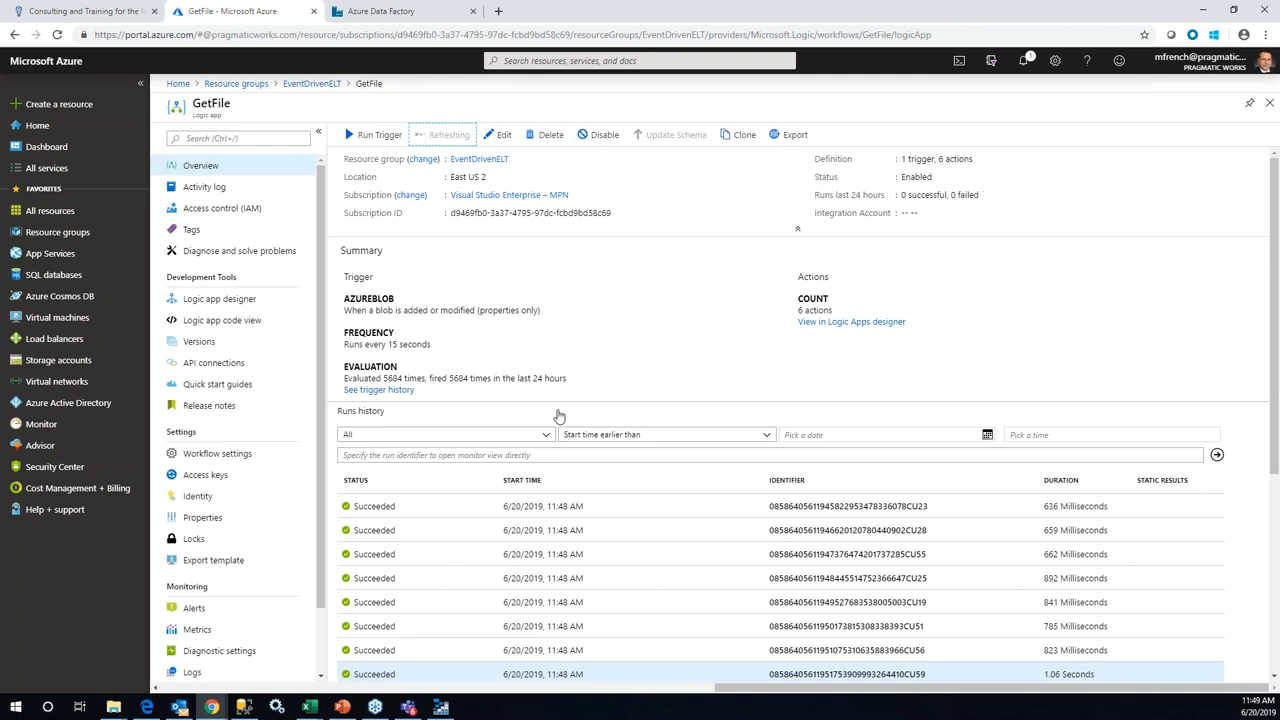 Consulting and Training for the N
GetFile - Microsoft Azure
Azure Data Factory
https://portal.azure.com/#@pragmaticworks.com/resource/subscriptions/d9469fb0-3a37-4795-97dc-fcbd9bd58c69/resourceGroups/EventDrivenELT/providers/Microsoft.Logic/workflows/GetFile/logicApp
Microsoft Azure
Search resources, services, and docs
1
mfrench@pragmatic...
PRAGMATIC WORKS
Create a resource
Home
Dashboard
All services
FAVORITES
All resources
Resource groups
App Services
SQL databases
Azure Cosmos DB
Virtual machines
Load balancers
Storage accounts
Virtual networks
Azure Active Directory
Monitor
Advisor
Security Center
Cost Management + Billing
Help + support
Home
Resource groups
EventDrivenELT
GetFile
GetFile
Logic app
Search (Ctrl+/)
Overview
Activity log
Access control (IAM)
Tags
Diagnose and solve problems
Development Tools
Logic app designer
Logic app code view
Versions
API connections
Quick start guides
Release notes
Settings
Workflow settings
Access keys
Identity
Properties
Locks
Export template
Monitoring
Alerts
Metrics
Diagnostic settings
Logs
Run Trigger
Refreshing
Edit
Delete
Disable
Update Schema
Clone
Export
Resource group (change) : EventDrivenELT
Location : East US 2
Subscription (change) : Visual Studio Enterprise – MPN
Subscription ID : d9469fb0-3a37-4795-97dc-fcbd9bd58c69
Definition : 1 trigger, 6 actions
Status : Enabled
Runs last 24 hours : 0 successful, 0 failed
Integration Account : -- --
Summary
Trigger
AZUREBLOB
When a blob is added or modified (properties only)
FREQUENCY
Runs every 15 seconds
EVALUATION
Evaluated 5684 times, fired 5684 times in the last 24 hours
See trigger history
Actions
COUNT
6 actions
View in Logic Apps designer
Runs history
All
Start time earlier than
Pick a date
Pick a time
Specify the run identifier to open monitor view directly
STATUS START TIME IDENTIFIER DURATION STATIC RESULTS
Succeeded 6/20/2019, 11:48 AM 08586405611945822953478336078CU23 636 Milliseconds
Succeeded 6/20/2019, 11:48 AM 08586405611946620120780440902CU28 659 Milliseconds
Succeeded 6/20/2019, 11:48 AM 08586405611947376474201737285CU55 662 Milliseconds
Succeeded 6/20/2019, 11:48 AM 08586405611948445514752366647CU25 892 Milliseconds
Succeeded 6/20/2019, 11:48 AM 08586405611949527683538005003CU19 841 Milliseconds
Succeeded 6/20/2019, 11:48 AM 08586405611950173815308338393CU51 785 Milliseconds
Succeeded 6/20/2019, 11:48 AM 08586405611951075310635883966CU56 823 Milliseconds
Succeeded 6/20/2019, 11:48 AM 08586405611951753909993264410CU59 1.06 Seconds
11:49 AM
6/20/2019